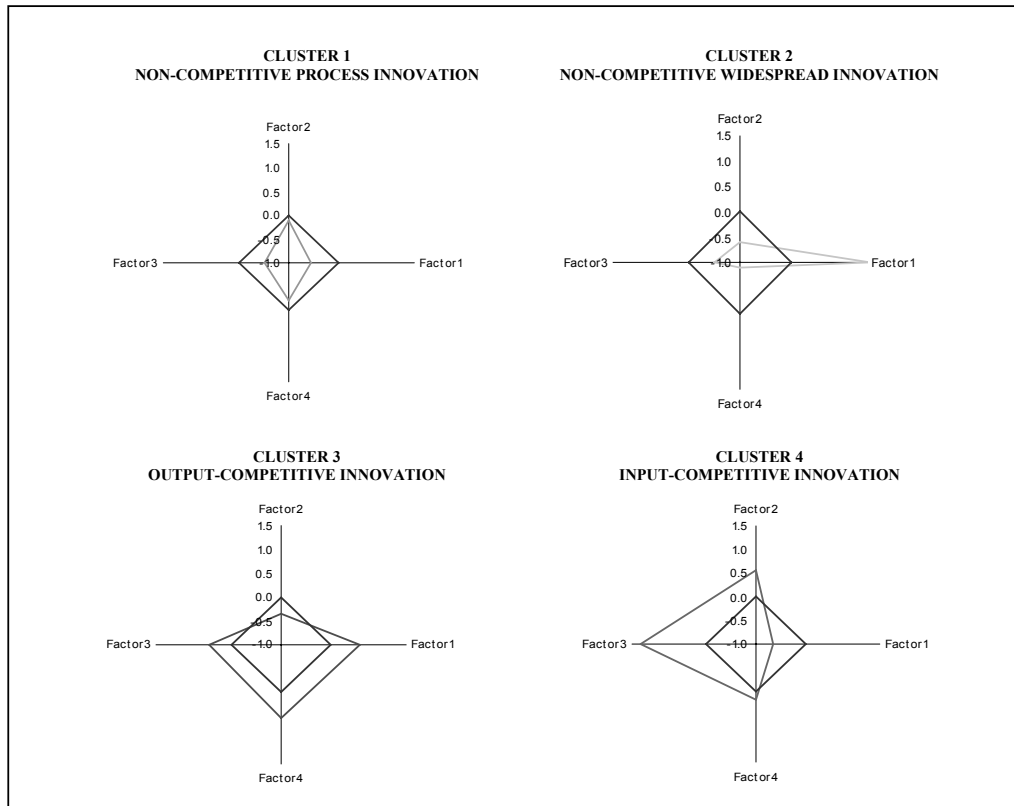 CLUSTER 1
NON-COMPETITIVE PROCESS INNOVATION
Factor2
1.5
1.0
0.5
0.0
-0.5
Factor3
-1.0
Factor1
Factor4
CLUSTER 2
NON-COMPETITIVE WIDESPREAD INNOVATION
Factor2
1.5
1.0
0.5
0.0
-0.5
Factor3
-1.0
Factor1
Factor4
CLUSTER 3
OUTPUT-COMPETITIVE INNOVATION
Factor2
1.5
1.0
0.5
0.0
-0.5
Factor3
-1.0
Factor1
Factor4
CLUSTER 4
INPUT-COMPETITIVE INNOVATION
Factor2
1.5
1.0
0.5
0.0
-0.5
Factor3
-1.0
Factor1
Factor4